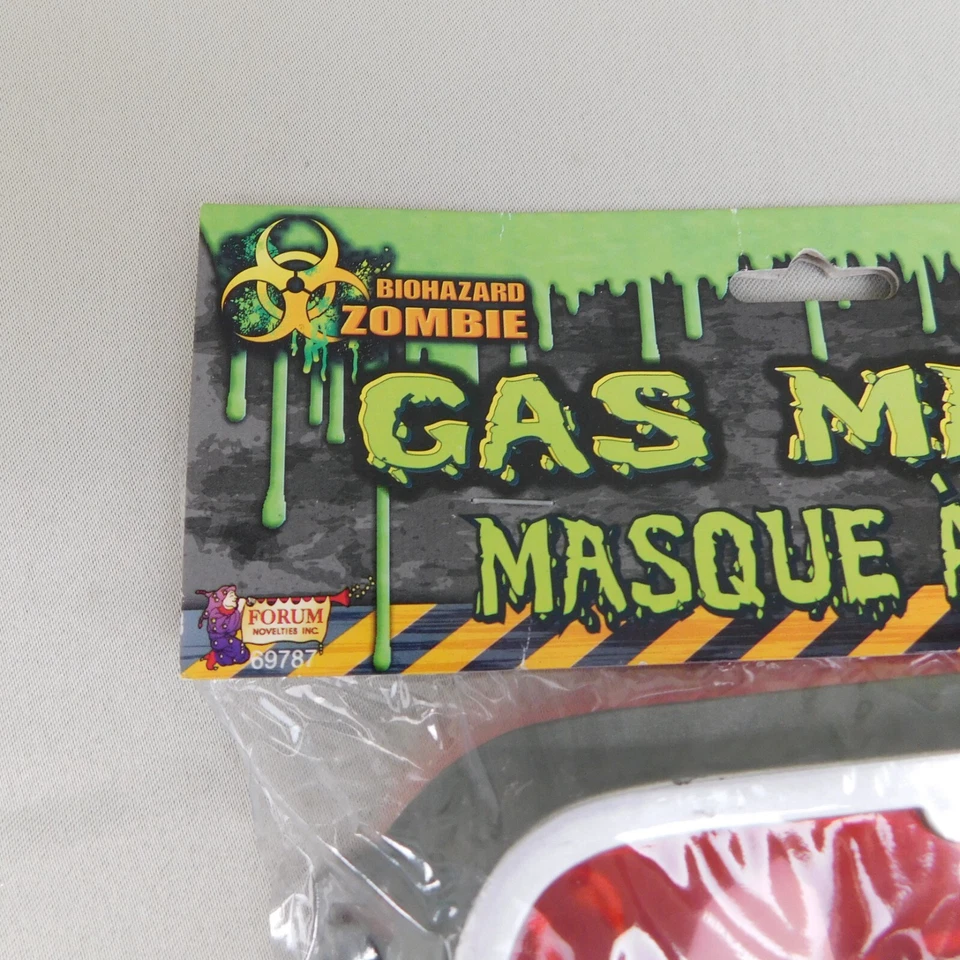 BIOHAZARD
ZOMBIE
GAS M
MASQUE À
FORUM
NOVELTIES INC.
69787